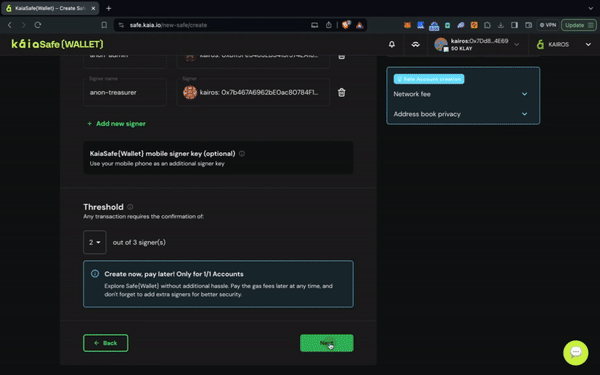 KaiaSafe{Wallet} – Create Saf
safe.kaia.io/new-safe/create
VPN
Update
kaiaSafe{WALLET}
kairos:0x7Dd8...4E69
50 KLAY
KAIROS
anon-admin
Signer name
anon-treasurer
Signer
kairos: 0x7b467A6962bE0ac80784F1...
+ Add new signer
KaiaSafe{Wallet} mobile signer key (optional)
Use your mobile phone as an additional signer key
Threshold
Any transaction requires the confirmation of:
2
out of 3 signer(s)
Create now, pay later! Only for 1/1 Accounts
Explore Safe{Wallet} without additional hassle. Pay the gas fees later at any time, and
don't forget to add extra signers for better security.
Back
Next
Safe Account creation
Network fee
Address book privacy